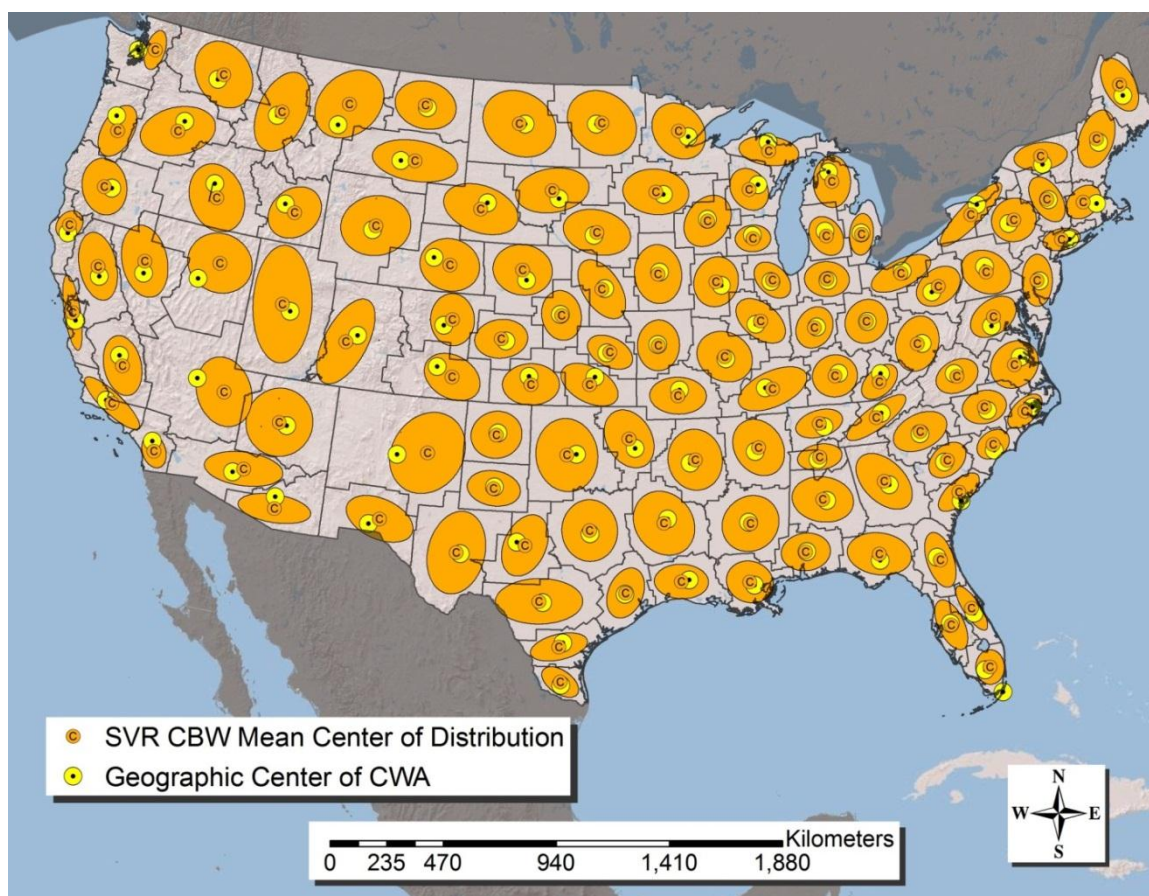 SVR CBW Mean Center of Distribution
Geographic Center of CWA
N
W E
S
Kilometers
0 235 470 940 1,410 1,880